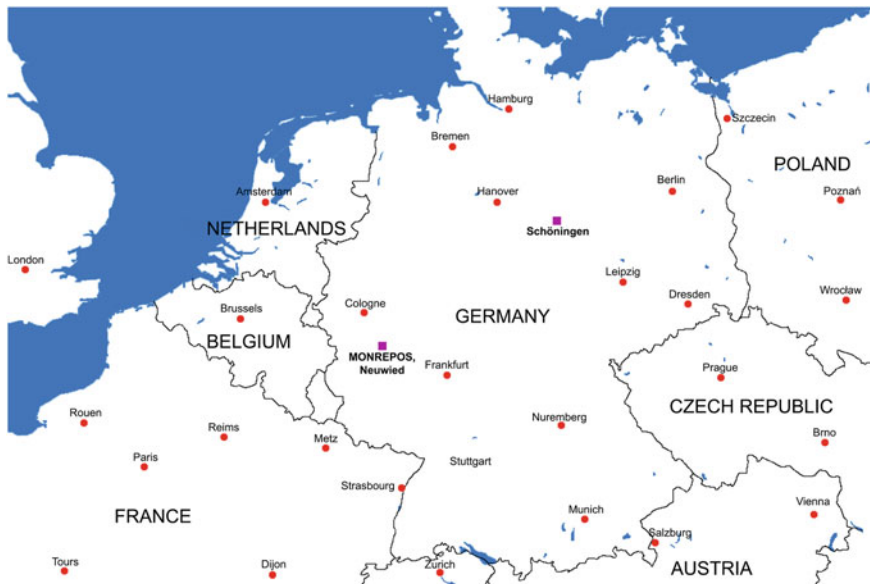 Hamburg
Szczecin
Bremen
POLAND
Berlin
Amsterdam
Hanover
Poznań
NETHERLANDS
Schöningen
London
Leipzig
Dresden
Wrocław
Cologne
Brussels
GERMANY
BELGIUM
MONREPOS,
Neuwied
Frankfurt
Prague
CZECH REPUBLIC
Rouen
Reims
Metz
Nuremberg
Brno
Paris
Stuttgart
Strasbourg
Vienna
FRANCE
Munich
Salzburg
Tours
Dijon
Zurich
AUSTRIA